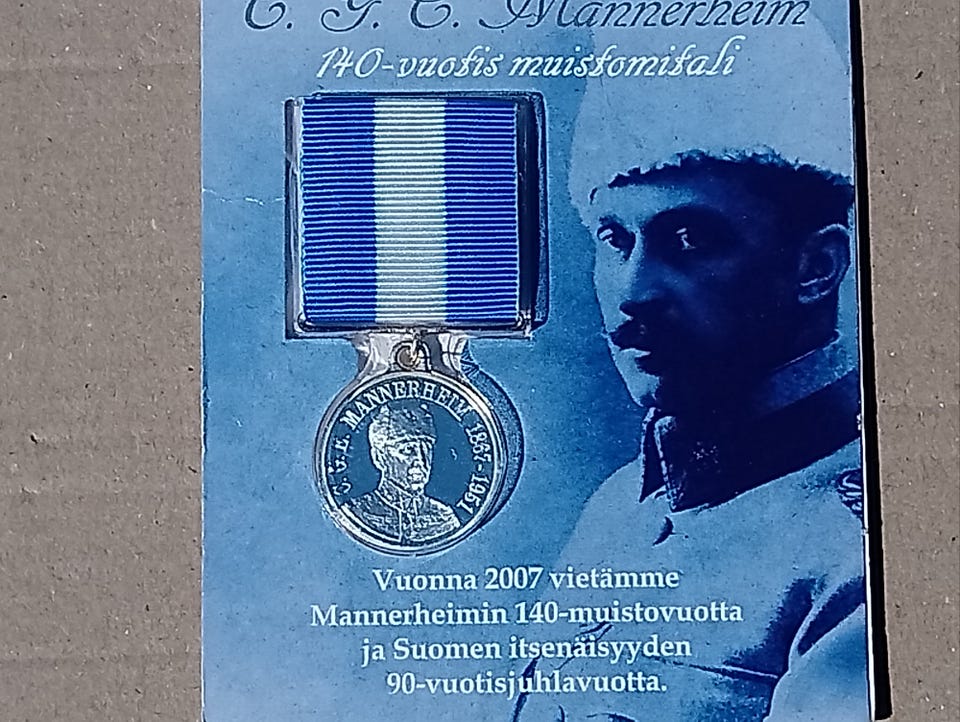 C. G. E. Mannerheim
140-vuotis muistomitali
C. G. E. MANNERHEIM 1867-1951
Vuonna 2007 vietämme
Mannerheimin 140-muistovuotta
ja Suomen itsenäisyyden
90-vuotisjuhlavuotta.